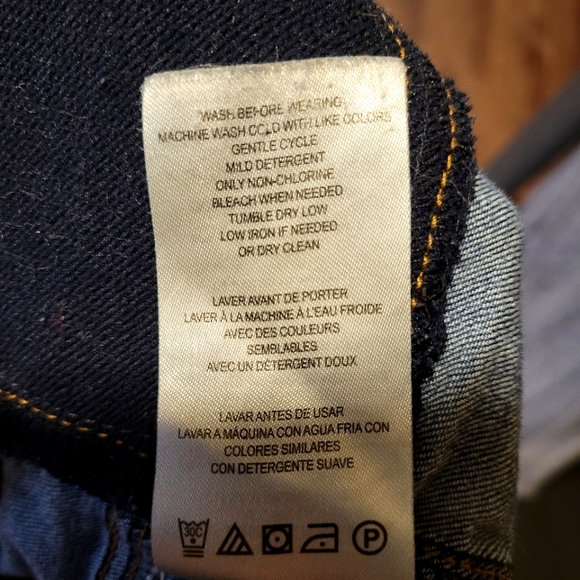 WASH BEFORE WEARING
MACHINE WASH COLD WITH LIKE COLORS
GENTLE CYCLE
MILD DETERGENT
ONLY NON-CHLORINE
BLEACH WHEN NEEDED
TUMBLE DRY LOW
LOW IRON IF NEEDED
OR DRY CLEAN
LAVER AVANT DE PORTER
LAVER À LA MACHINE À L'EAU FROIDE
AVEC DES COULEURS
SEMBLABLES
AVEC UN DÉTERGENT DOUX
LAVAR ANTES DE USAR
LAVAR A MÁQUINA CON AGUA FRIA CON
COLORES SIMILARES
CON DETERGENTE SUAVE
30C P